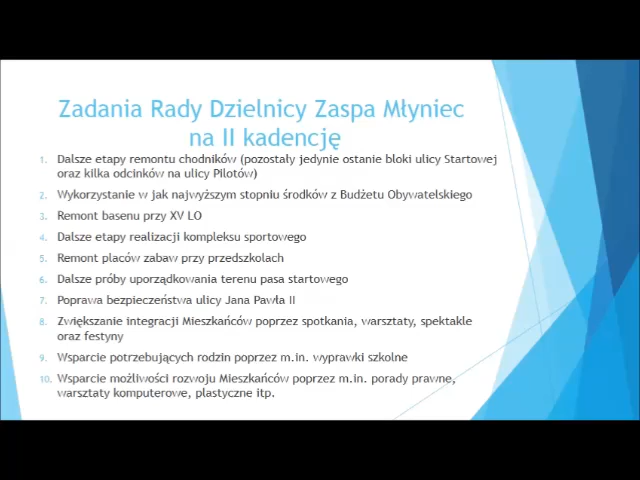 Zadania Rady Dzielnicy Zaspa Młyniec
na II kadencję
1. Dalsze etapy remontu chodników (pozostały jedynie ostanie bloki ulicy Startowej
oraz kilka odcinków na ulicy Pilotów)
2. Wykorzystanie w jak najwyższym stopniu środków z Budżetu Obywatelskiego
3. Remont basenu przy XV LO
4. Dalsze etapy realizacji kompleksu sportowego
5. Remont placów zabaw przy przedszkolach
6. Dalsze próby uporządkowania terenu pasa startowego
7. Poprawa bezpieczeństwa ulicy Jana Pawła II
8. Zwiększanie integracji Mieszkańców poprzez spotkania, warsztaty, spektakle
oraz festyny
9. Wsparcie potrzebujących rodzin poprzez m.in. wyprawki szkolne
10. Wsparcie możliwości rozwoju Mieszkańców poprzez m.in. porady prawne,
warsztaty komputerowe, plastyczne itp.